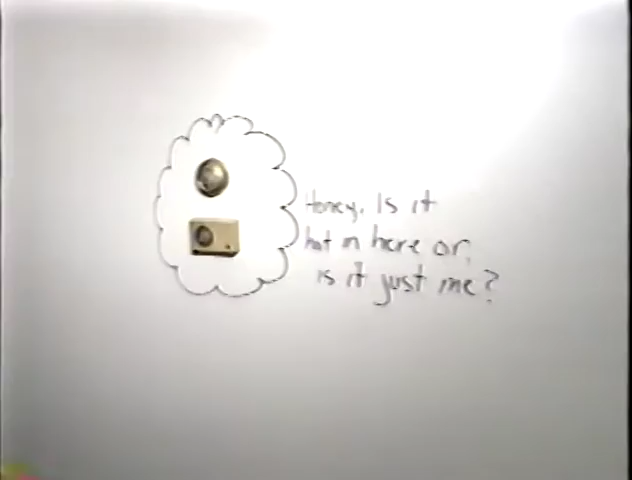 Honey. Is it
hot in here or,
is it just me?